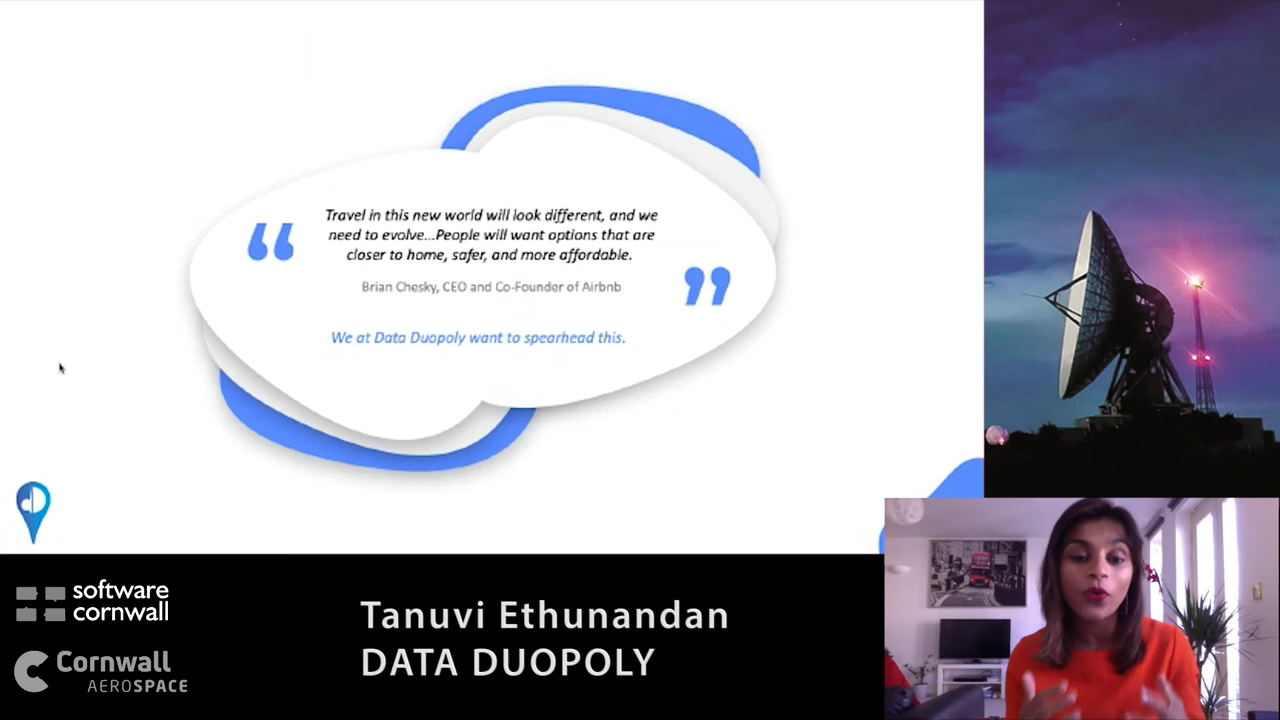 “ Travel in this new world will look different, and we
need to evolve...People will want options that are
closer to home, safer, and more affordable. ”
Brian Chesky, CEO and Co-Founder of Airbnb
We at Data Duopoly want to spearhead this.
software
cornwall
Cornwall
AEROSPACE
Tanuvi Ethunandan
DATA DUOPOLY